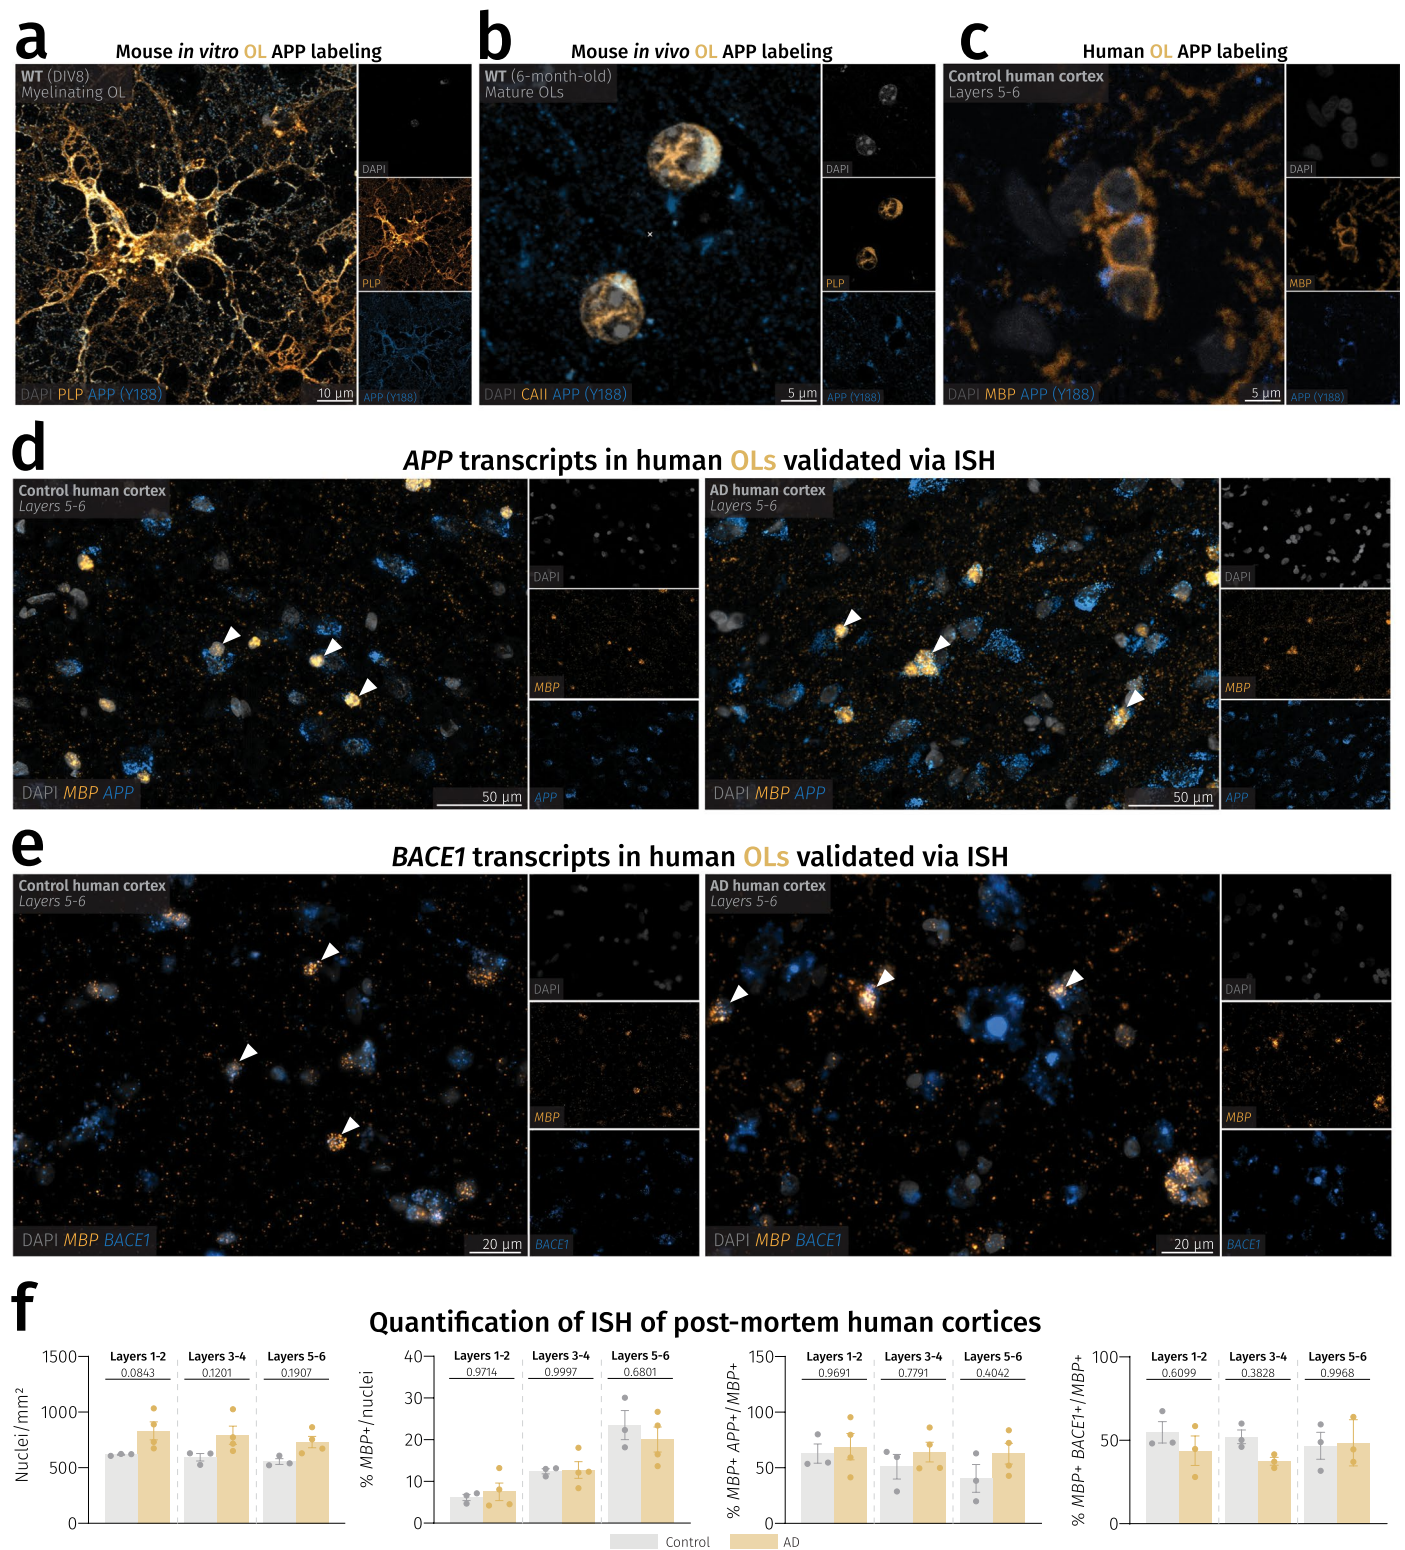 a
Mouse in vitro OL APP labeling
WT (DIV8)
Myelinating OL
DAPI
PLP
APP (Y188)
DAPI PLP APP (Y188)
10 µm
b
Mouse in vivo OL APP labeling
WT (6-month-old)
Mature OLs
DAPI
PLP
APP (Y188)
DAPI CAII APP (Y188)
5 µm
c
Human OL APP labeling
Control human cortex
Layers 5-6
DAPI
MBP
APP (Y188)
DAPI MBP APP (Y188)
5 µm
d
APP transcripts in human OLs validated via ISH
Control human cortex
Layers 5-6
DAPI
MBP
APP
DAPI MBP APP
50 µm
AD human cortex
Layers 5-6
DAPI
MBP
APP
DAPI MBP APP
50 µm
e
BACE1 transcripts in human OLs validated via ISH
Control human cortex
Layers 5-6
DAPI
MBP
BACE1
DAPI MBP BACE1
20 µm
AD human cortex
Layers 5-6
DAPI
MBP
BACE1
DAPI MBP BACE1
20 µm
f
Quantification of ISH of post-mortem human cortices
Nuclei/mm²
1500
1000
500
0
Layers 1-2 Layers 3-4 Layers 5-6
0.0843 0.1201 0.1907
% MBP+/nuclei
40
30
20
10
0
Layers 1-2 Layers 3-4 Layers 5-6
0.9714 0.9997 0.6801
% MBP+ APP+/MBP+
150
100
50
0
Layers 1-2 Layers 3-4 Layers 5-6
0.9691 0.7791 0.4042
% MBP+ BACE1+/MBP+
100
50
0
Layers 1-2 Layers 3-4 Layers 5-6
0.6099 0.3828 0.9968
Control AD